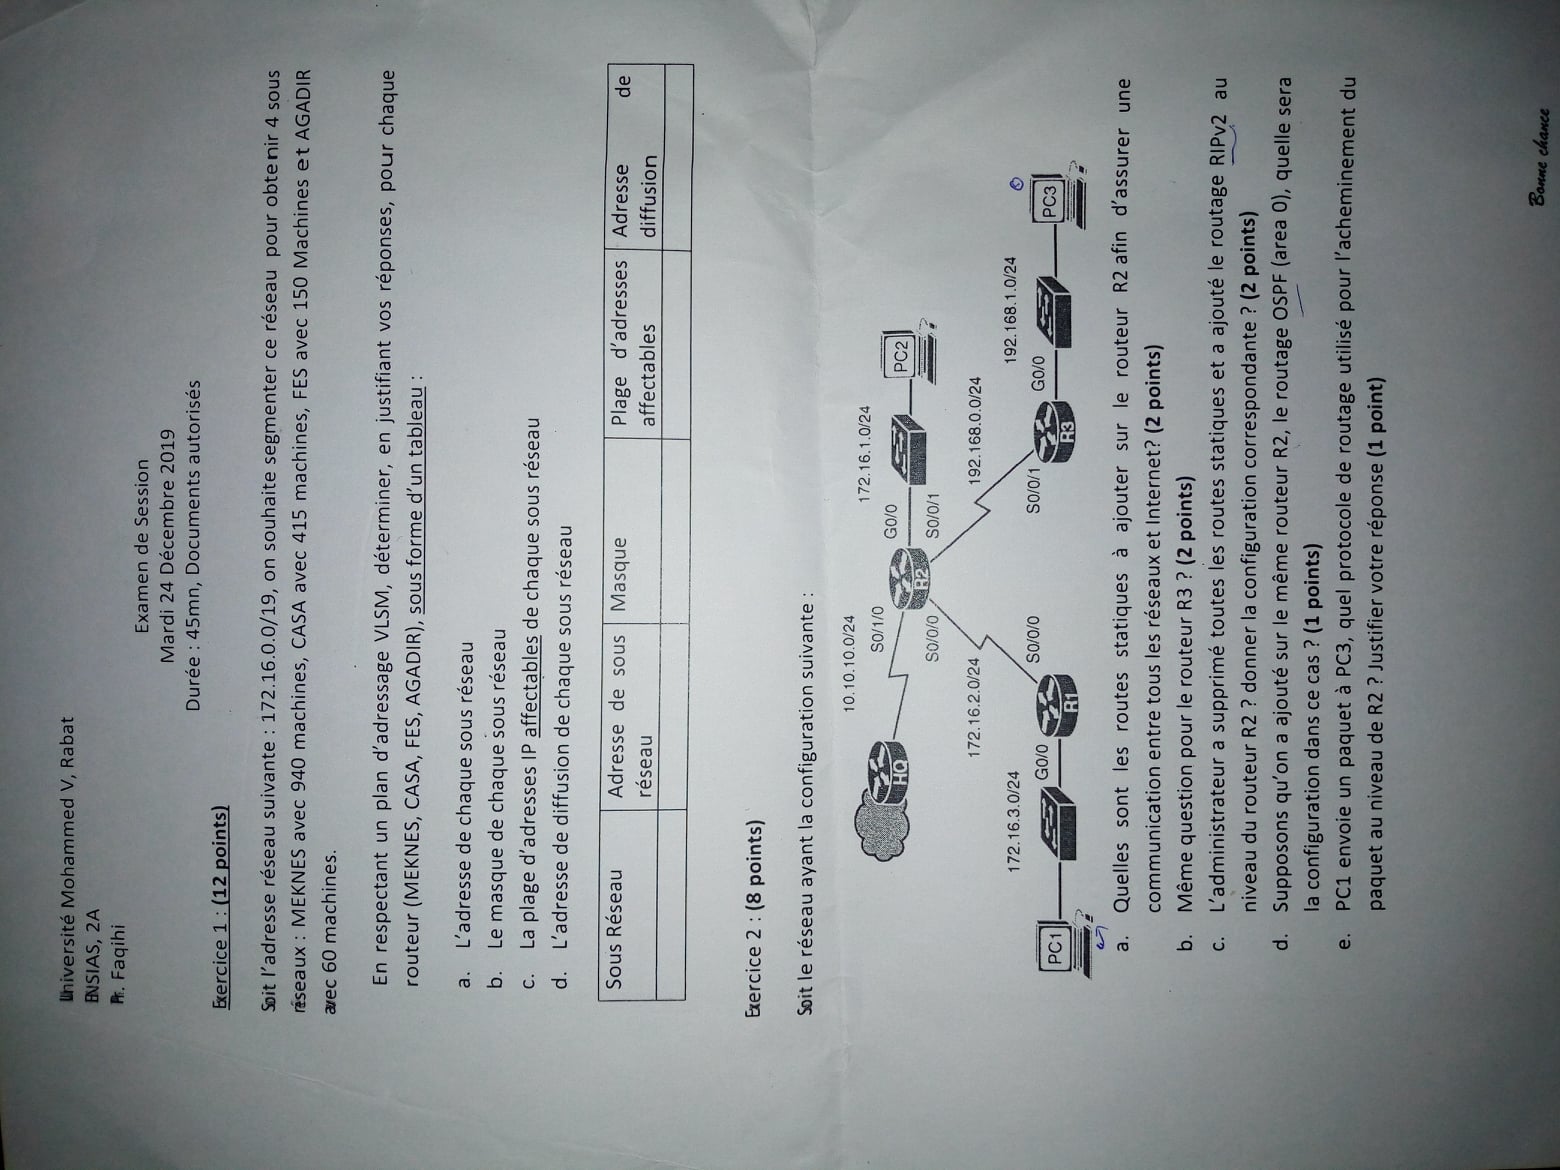 Université Mohammed V, Rabat
ENSIAS, 2A
Pr. Faqihi
Examen de Session
Mardi 24 Décembre 2019
Durée : 45mn, Documents autorisés
Exercice 1 : (12 points)
Soit l'adresse réseau suivante : 172.16.0.0/19, on souhaite segmenter ce réseau pour obtenir 4 sous
réseaux : MEKNES avec 940 machines, CASA avec 415 machines, FES avec 150 Machines et AGADIR
avec 60 machines.
En respectant un plan d'adressage VLSM, déterminer, en justifiant vos réponses, pour chaque
routeur (MEKNES, CASA, FES, AGADIR), sous forme d'un tableau :
a. L'adresse de chaque sous réseau
b. Le masque de chaque sous réseau
c. La plage d'adresses IP affectables de chaque sous réseau
d. L'adresse de diffusion de chaque sous réseau
Sous Réseau Adresse de sous réseau Masque Plage d'adresses affectables Adresse de diffusion
Exercice 2 : (8 points)
Soit le réseau ayant la configuration suivante :
10.10.10.0/24
172.16.1.0/24
S0/1/0
G0/0
HQ
R2
PC2
S0/0/0
S0/0/1
172.16.2.0/24
192.168.0.0/24
172.16.3.0/24
192.168.1.0/24
G0/0
S0/0/0
S0/0/1
G0/0
PC1
R1
R3
PC3
a. Quelles sont les routes statiques à ajouter sur le routeur R2 afin d'assurer une
communication entre tous les réseaux et Internet? (2 points)
b. Même question pour le routeur R3 ? (2 points)
c. L'administrateur a supprimé toutes les routes statiques et a ajouté le routage RIPv2 au
niveau du routeur R2 ? donner la configuration correspondante ? (2 points)
d. Supposons qu'on a ajouté sur le même routeur R2, le routage OSPF (area 0), quelle sera
la configuration dans ce cas ? (1 points)
e. PC1 envoie un paquet à PC3, quel protocole de routage utilisé pour l'acheminement du
paquet au niveau de R2 ? Justifier votre réponse (1 point)
Bonne chance